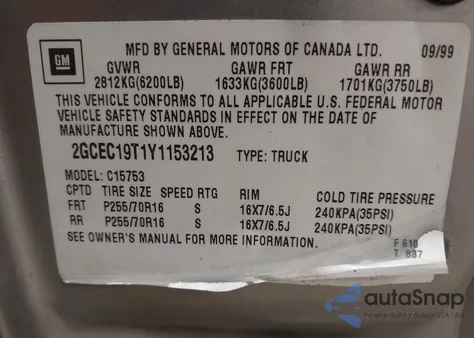 GM
MFD BY GENERAL MOTORS OF CANADA LTD. 09/99
GVWR GAWR FRT GAWR RR
2812KG(6200LB) 1633KG(3600LB) 1701KG(3750LB)
THIS VEHICLE CONFORMS TO ALL APPLICABLE U.S. FEDERAL MOTOR
VEHICLE SAFETY STANDARDS IN EFFECT ON THE DATE OF
MANUFACTURE SHOWN ABOVE.
2GCEC19T1Y1153213 TYPE: TRUCK
MODEL: C15753
CPTD TIRE SIZE SPEED RTG RIM COLD TIRE PRESSURE
FRT P255/70R16 S 16X7/6.5J 240KPA(35PSI)
RR P255/70R16 S 16X7/6.5J 240KPA(35PSI)
SEE OWNER'S MANUAL FOR MORE INFORMATION.
F 610
T 837
autoSnap